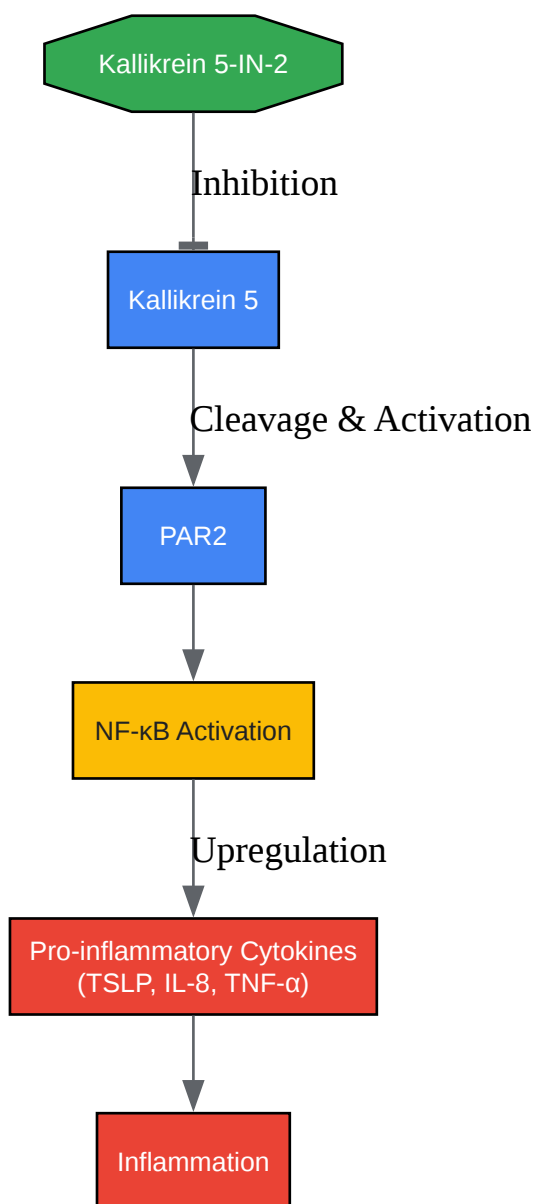 Kallikrein 5-IN-2
Inhibition
Kallikrein 5
Cleavage & Activation
PAR2
NF-κB Activation
Upregulation
Pro-inflammatory Cytokines
(TSLP, IL-8, TNF-α)
Inflammation